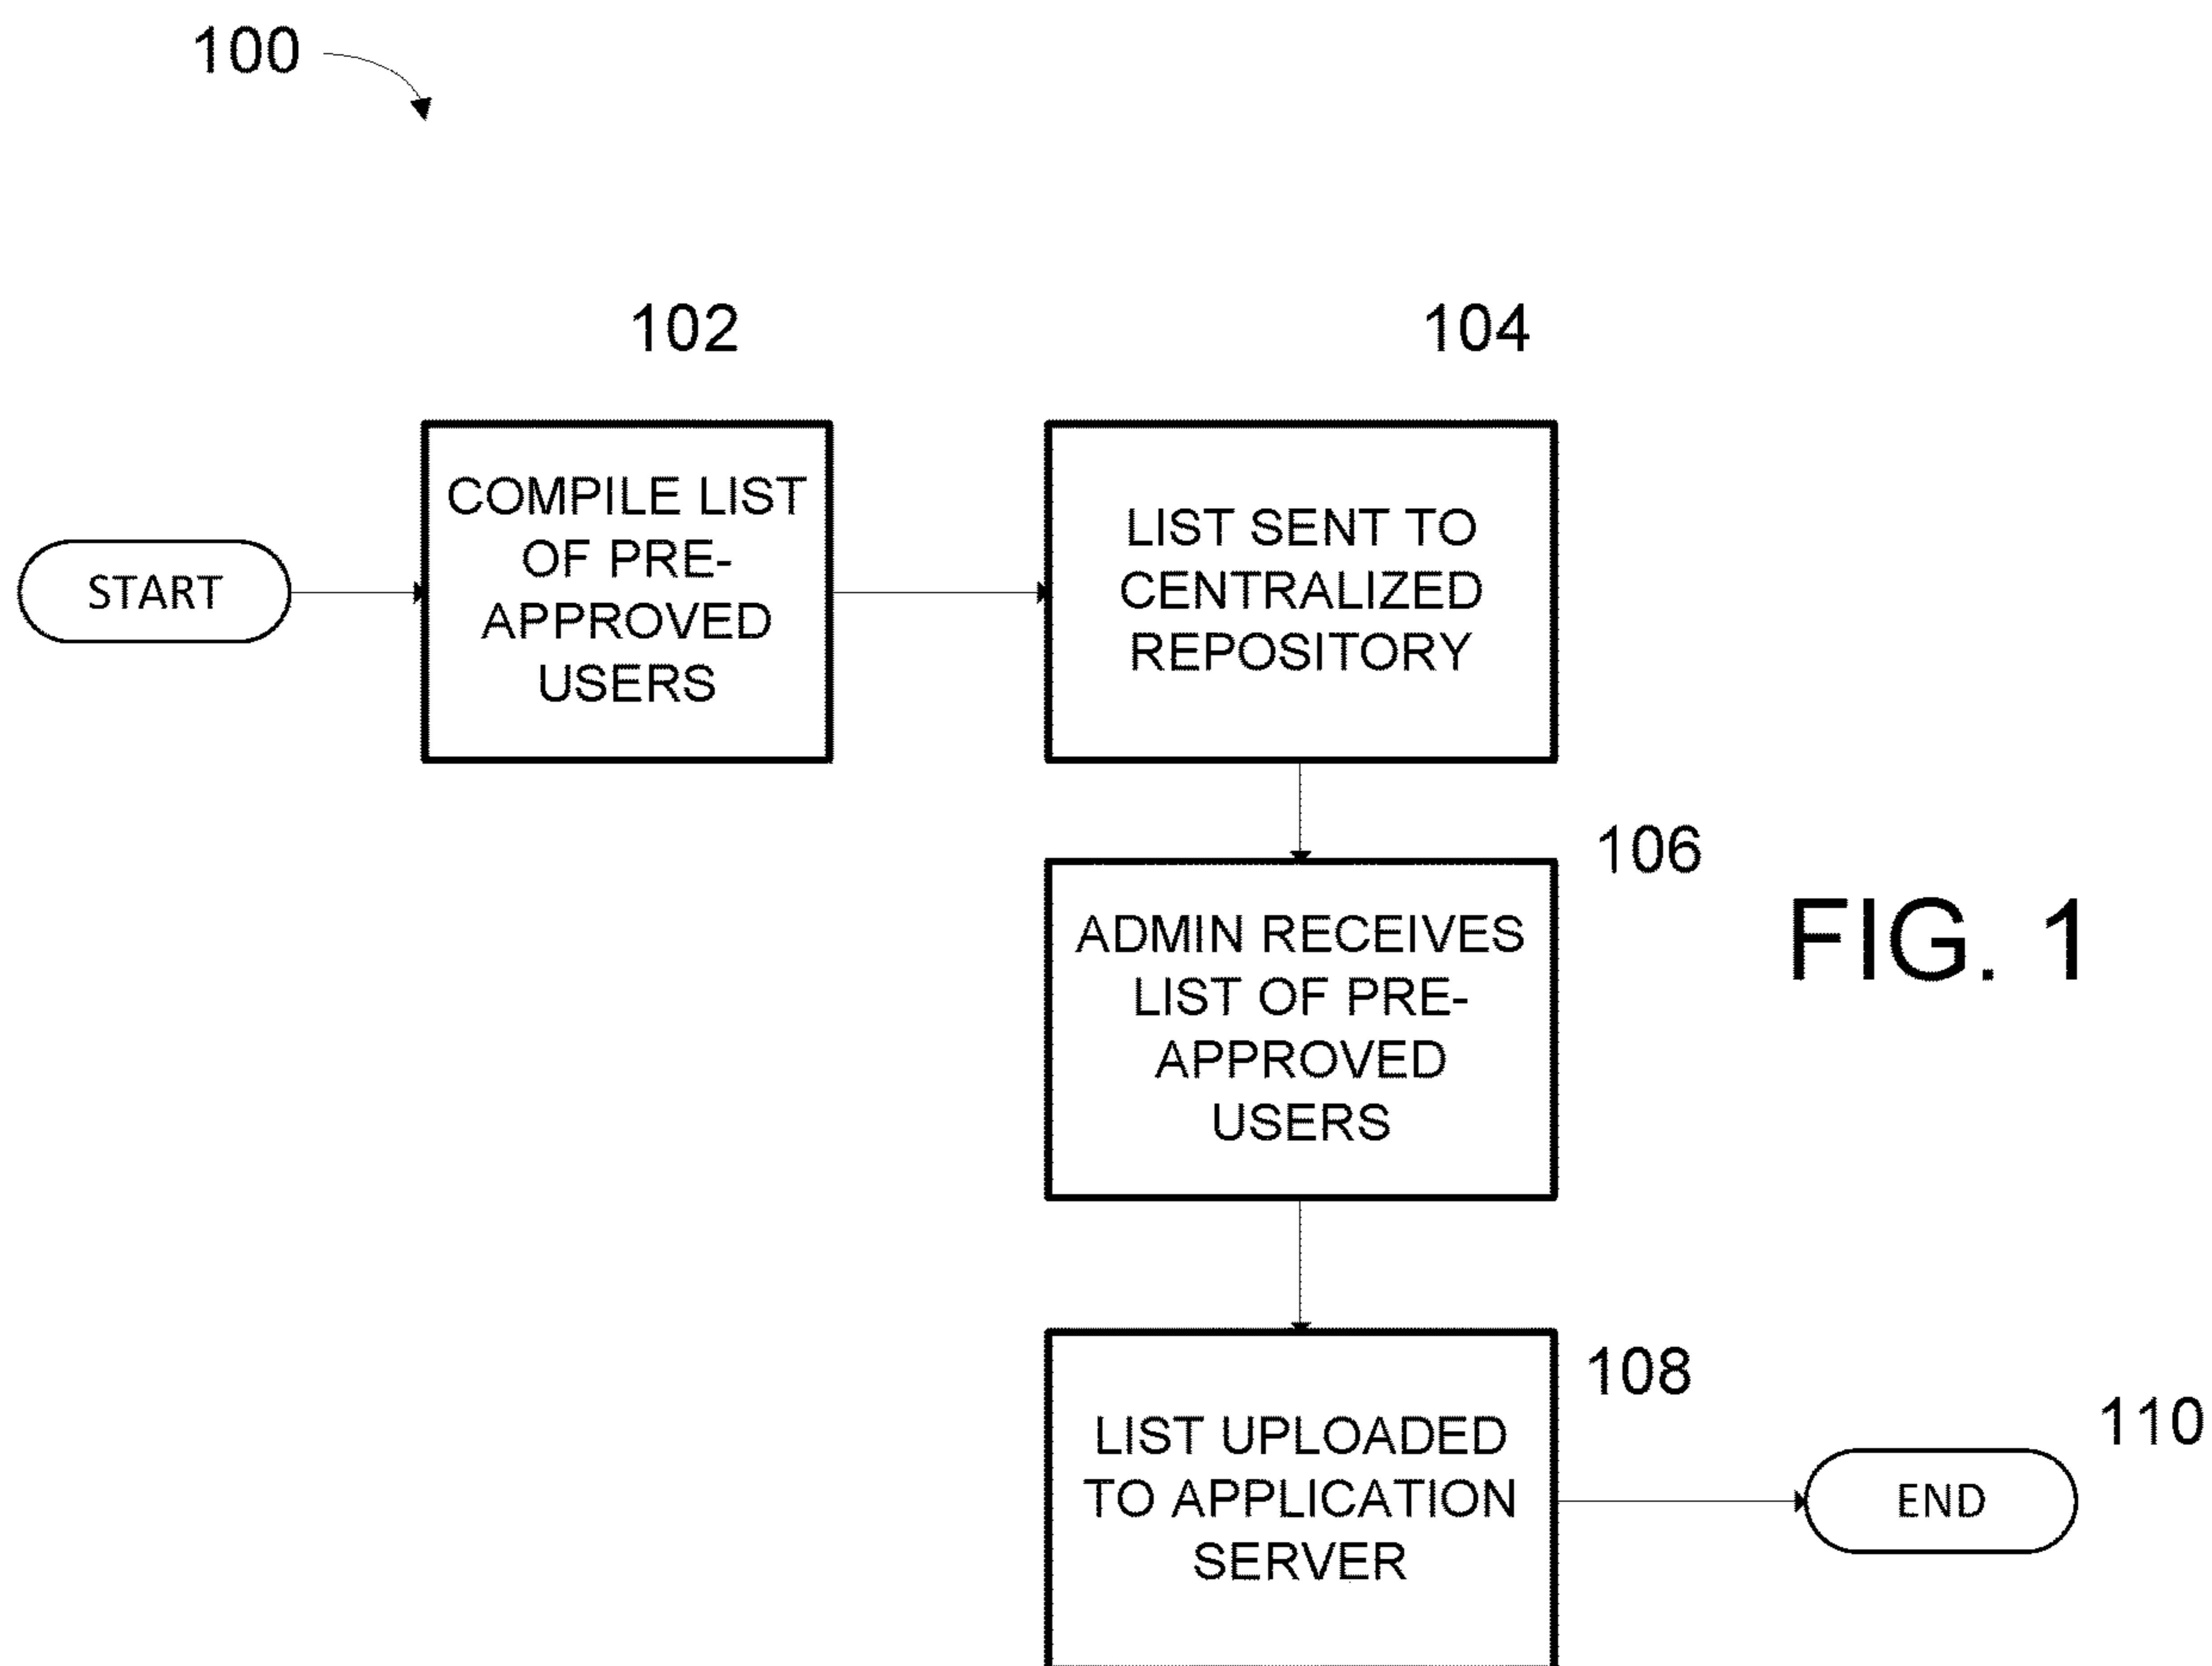 100
102
104
START
COMPILE LIST
OF PRE-
APPROVED
USERS
LIST SENT TO
CENTRALIZED
REPOSITORY
106
ADMIN RECEIVES
LIST OF PRE-
APPROVED
USERS
FIG. 1
108
LIST UPLOADED
TO APPLICATION
SERVER
110
END